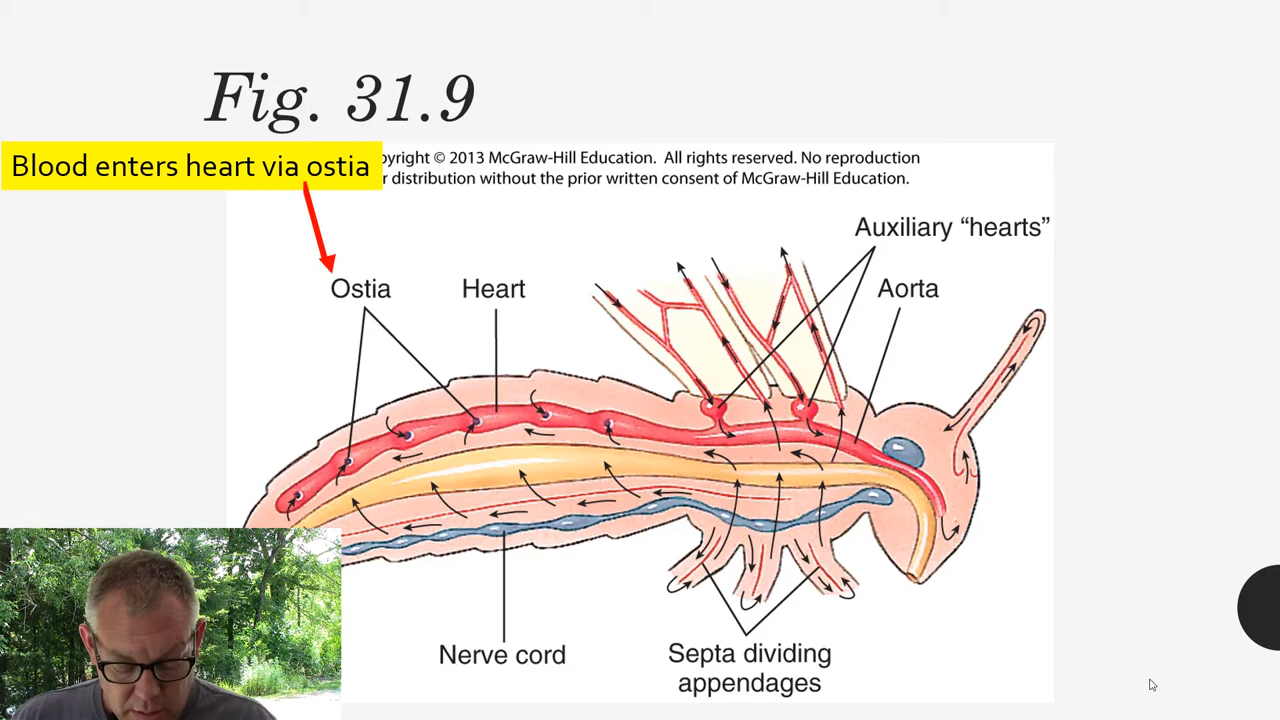 Fig. 31.9
Blood enters heart via ostia
pyright © 2013 McGraw-Hill Education. All rights reserved. No reproduction
r distribution without the prior written consent of McGraw-Hill Education.
Auxiliary “hearts”
Ostia
Heart
Aorta
Nerve cord
Septa dividing
appendages